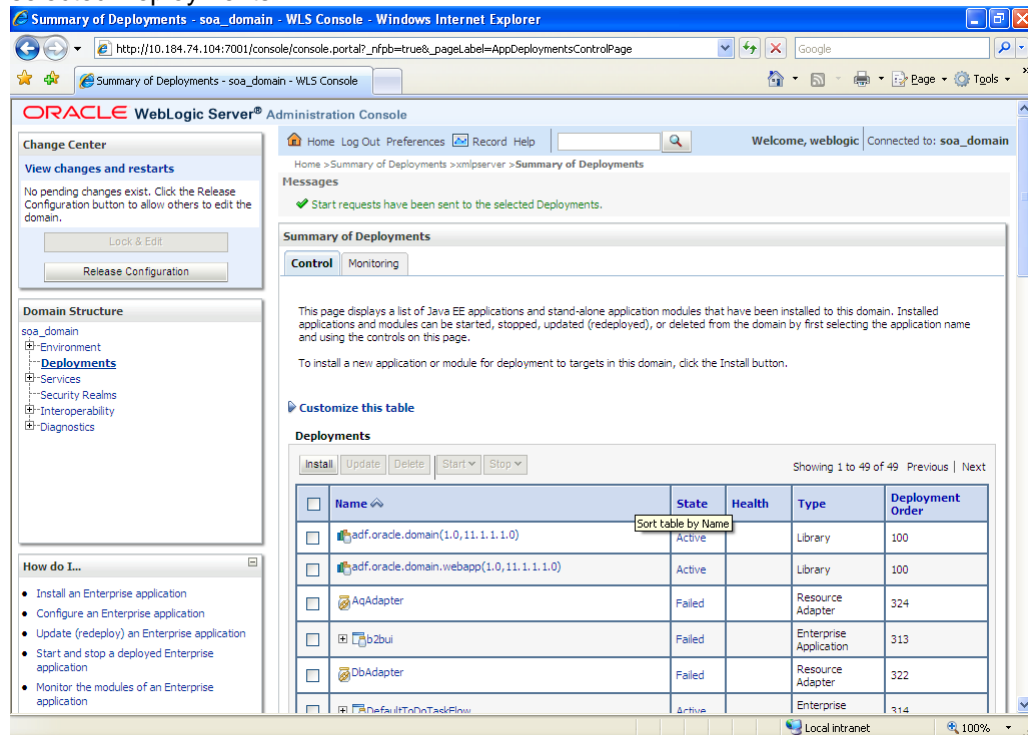 Summary of Deployments - soa_domain - WLS Console - Windows Internet Explorer
http://10.184.74.104:7001/console/console.portal?_nfpb=true&_pageLabel=AppDeploymentsControlPage
Google
Summary of Deployments - soa_domain - WLS Console
Page
Tools
ORACLE WebLogic Server® Administration Console
Change Center
View changes and restarts
No pending changes exist. Click the Release
Configuration button to allow others to edit the
domain.
Lock & Edit
Release Configuration
Domain Structure
soa_domain
Environment
Deployments
Services
Security Realms
Interoperability
Diagnostics
How do I...
Install an Enterprise application
Configure an Enterprise application
Update (redeploy) an Enterprise application
Start and stop a deployed Enterprise
application
Monitor the modules of an Enterprise
application
Home Log Out Preferences Record Help
Welcome, weblogic Connected to: soa_domain
Home >Summary of Deployments >xmlpserver >Summary of Deployments
Messages
Start requests have been sent to the selected Deployments.
Summary of Deployments
Control Monitoring
This page displays a list of Java EE applications and stand-alone application modules that have been installed to this domain. Installed
applications and modules can be started, stopped, updated (redeployed), or deleted from the domain by first selecting the application name
and using the controls on this page.
To install a new application or module for deployment to targets in this domain, click the Install button.
Customize this table
Deployments
Install Update Delete Start Stop
Showing 1 to 49 of 49 Previous | Next
Name State Health Type Deployment
Order
Sort table by Name
adf.oracle.domain(1.0,11.1.1.1.0) Active Library 100
adf.oracle.domain.webapp(1.0,11.1.1.1.0) Active Library 100
AqAdapter Failed Resource
Adapter 324
b2bui Failed Enterprise
Application 313
DbAdapter Failed Resource
Adapter 322
DefaultToDoTaskFlow Active Enterprise 314
Local intranet
100%